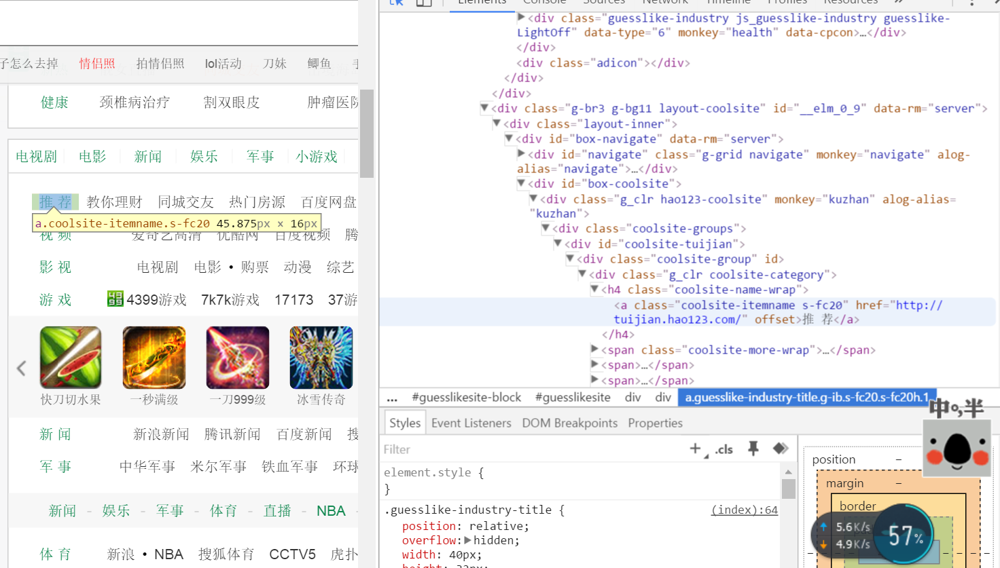 Elements Console Sources Network Timeline Profiles Resources »
子怎么去掉 情侣照 拍情侣照 lol活动 刀妹 鲫鱼
健康 颈椎病治疗 割双眼皮 肿瘤医院
电视剧 电影 新闻 娱乐 军事 小游戏
推 荐 教你理财 同城交友 热门房源 百度网盘
a.coolsite-itemname.s-fc20 45.875px × 16px
视 频 爱奇艺高清 优酷网 百度视频 腾
影 视 电视剧 电影 • 购票 动漫 综艺
游 戏 4399游戏 7k7k游戏 17173 37游
快刀切水果 一秒满级 一刀999级 冰雪传奇
新 闻 新浪新闻 腾讯新闻 百度新闻 搜
军 事 中华军事 米尔军事 铁血军事 环球
新闻 - 娱乐 - 军事 - 体育 - 直播 - NBA -
体 育 新浪 • NBA 搜狐体育 CCTV5 虎扑
<div class="guesslike-industry js_guesslike-industry guesslike-
LightOff" data-type="6" monkey="health" data-cpcon>…</div>
</div>
<div class="adicon"></div>
</div>
</div>
<div class="g-br3 g-bg11 layout-coolsite" id="__elm_0_9" data-rm="server">
<div class="layout-inner">
<div id="box-navigate" data-rm="server">
<div id="navigate" class="g-grid navigate" monkey="navigate" alog-
alias="navigate">…</div>
<div id="box-coolsite">
<div class="g_clr hao123-coolsite" monkey="kuzhan" alog-alias=
"kuzhan">
<div class="coolsite-groups">
<div id="coolsite-tuijian">
<div class="coolsite-group" id>
<div class="g_clr coolsite-category">
<h4 class="coolsite-name-wrap">
<a class="coolsite-itemname s-fc20" href="http://
tuijian.hao123.com/" offset>推 荐</a>
</h4>
<span class="coolsite-more-wrap">…</span>
<span>…</span>
<span>…</span>
... #guesslikesite-block #guesslikesite div div a.guesslike-industry-title.g-ib.s-fc20.s-fc20h.1
中 半
Styles Event Listeners DOM Breakpoints Properties
Filter + .cls
element.style {
}
.guesslike-industry-title { (index):64
position: relative;
overflow: hidden;
width: 40px;
height: 32px;
position –
margin –
border
5.6K/s
4.9K/s
57%